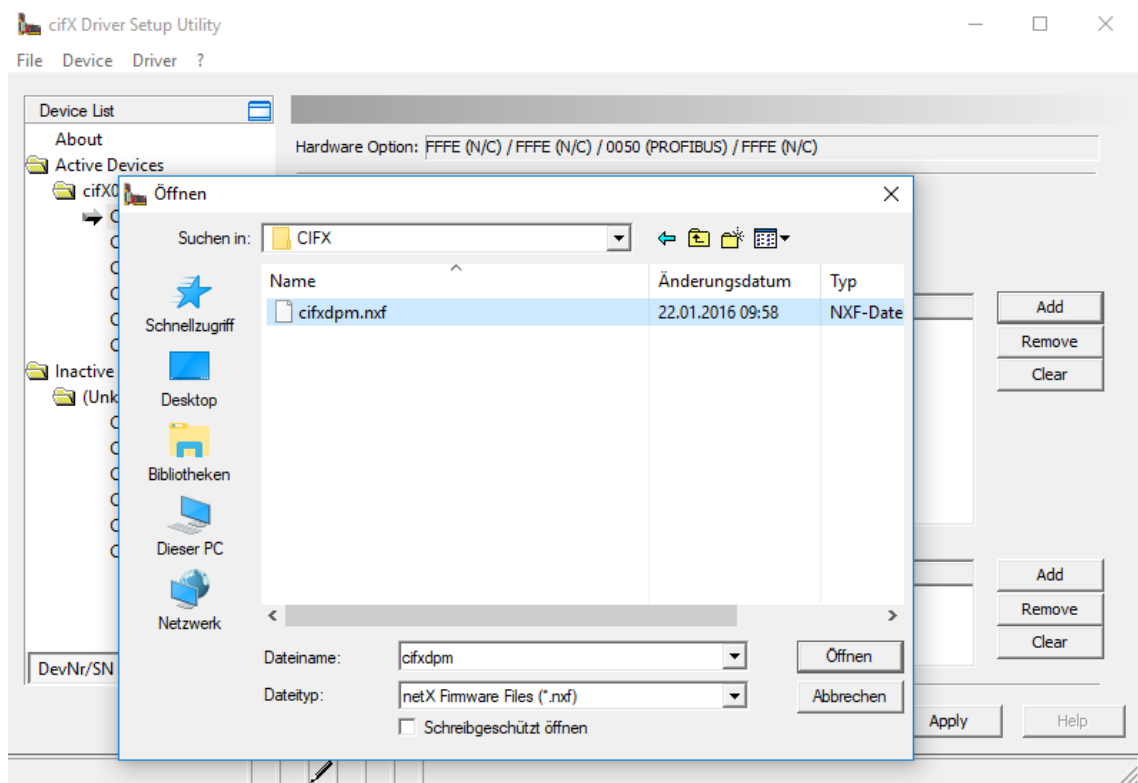 cifX Driver Setup Utility
File Device Driver ?
Device List
About
Active Devices
Hardware Option: FFFE (N/C) / FFFE (N/C) / 0050 (PROFIBUS) / FFFE (N/C)
Öffnen
Suchen in: CIFX
Name Änderungsdatum Typ
cifxdpm.nxf 22.01.2016 09:58 NXF-Date
Schnellzugriff
Desktop
Bibliotheken
Dieser PC
Netzwerk
Inactive
(Unk
Add
Remove
Clear
Add
Remove
Clear
Dateiname: cifxdpm Öffnen
Dateityp: netX Firmware Files (*.nxf) Abbrechen
Schreibgeschützt öffnen
DevNr/SN
Apply Help